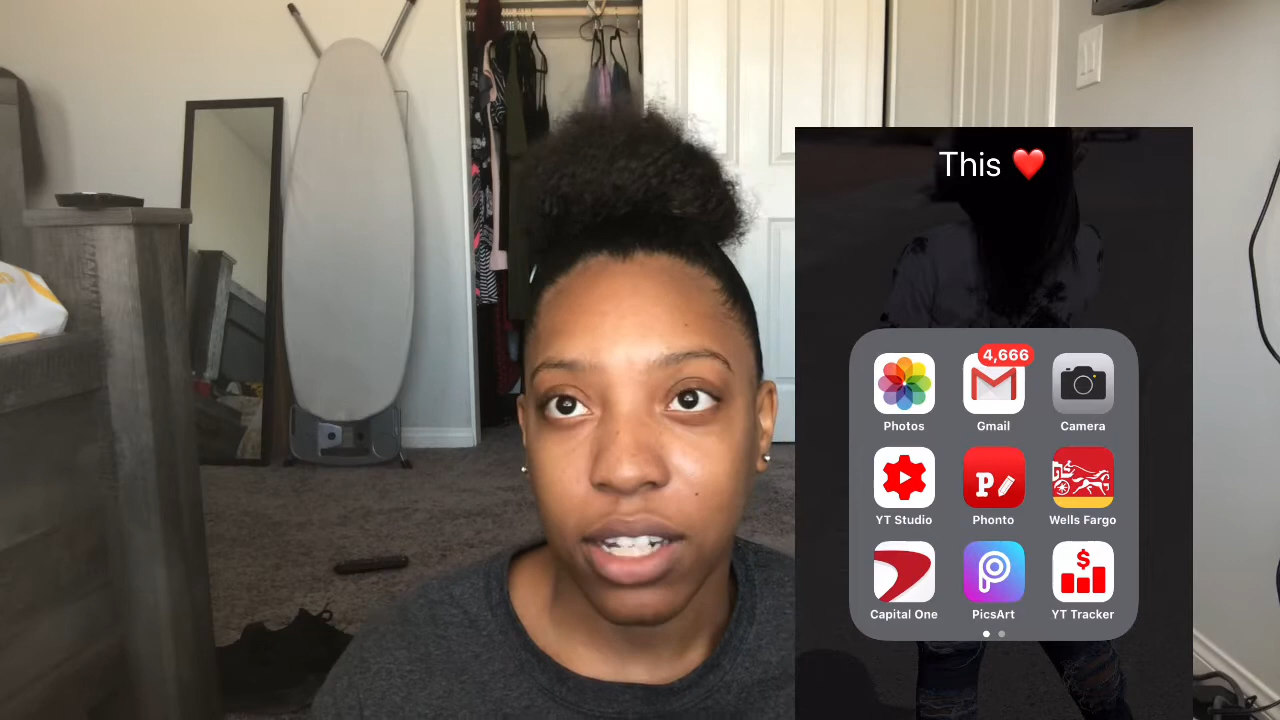 This ❤️
4,666
Photos Gmail Camera
YT Studio Phonto Wells Fargo
Capital One PicsArt YT Tracker